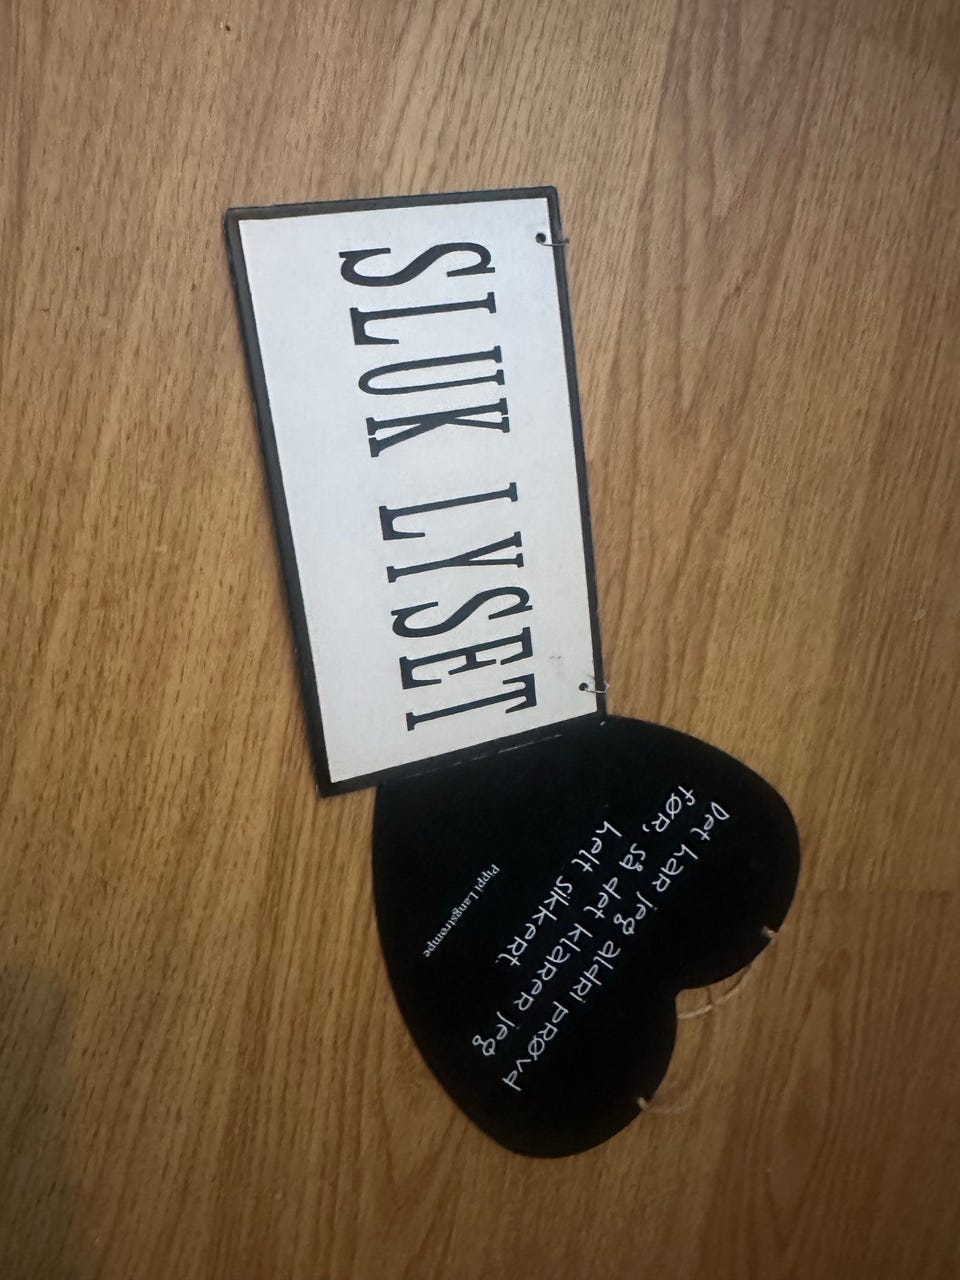 SLUK LYSET
Det har jeg aldri prøvd
før, så det klarer jeg
helt sikkert.
Pippi Langstrømpe